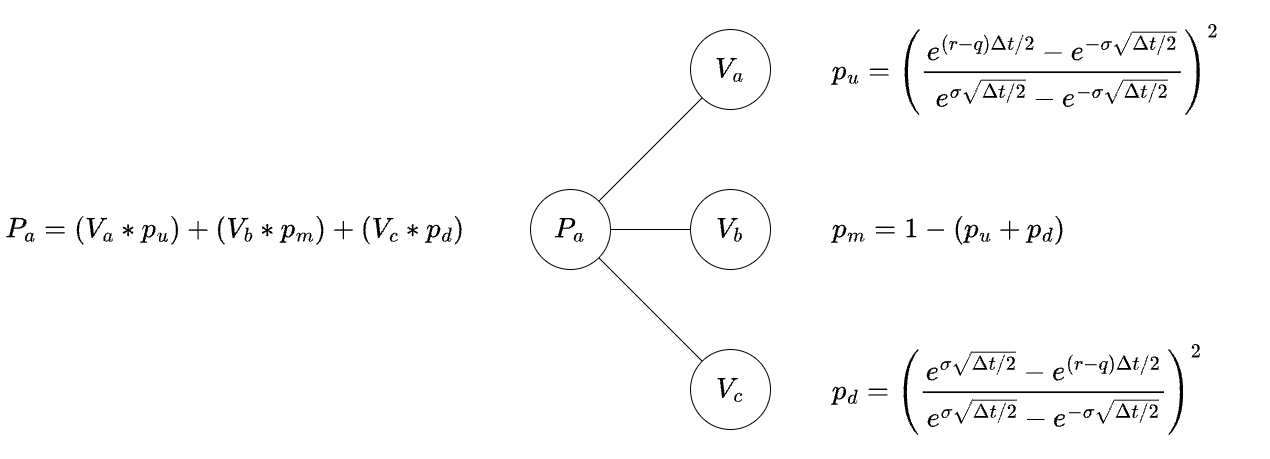 V_a
p_u = \left( \frac{e^{(r-q)\Delta t/2} - e^{-\sigma\sqrt{\Delta t/2}}}{e^{\sigma\sqrt{\Delta t/2}} - e^{-\sigma\sqrt{\Delta t/2}}} \right)^2
P_a = (V_a * p_u) + (V_b * p_m) + (V_c * p_d)
P_a
V_b
p_m = 1 - (p_u + p_d)
V_c
p_d = \left( \frac{e^{\sigma\sqrt{\Delta t/2}} - e^{(r-q)\Delta t/2}}{e^{\sigma\sqrt{\Delta t/2}} - e^{-\sigma\sqrt{\Delta t/2}}} \right)^2